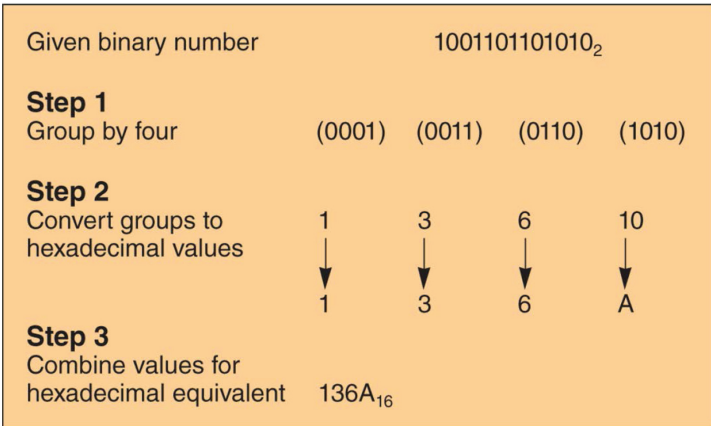 Given binary number 1001101101010₂
Step 1
Group by four (0001) (0011) (0110) (1010)
Step 2
Convert groups to 1 3 6 10
hexadecimal values
1 3 6 A
Step 3
Combine values for
hexadecimal equivalent 136A₁₆